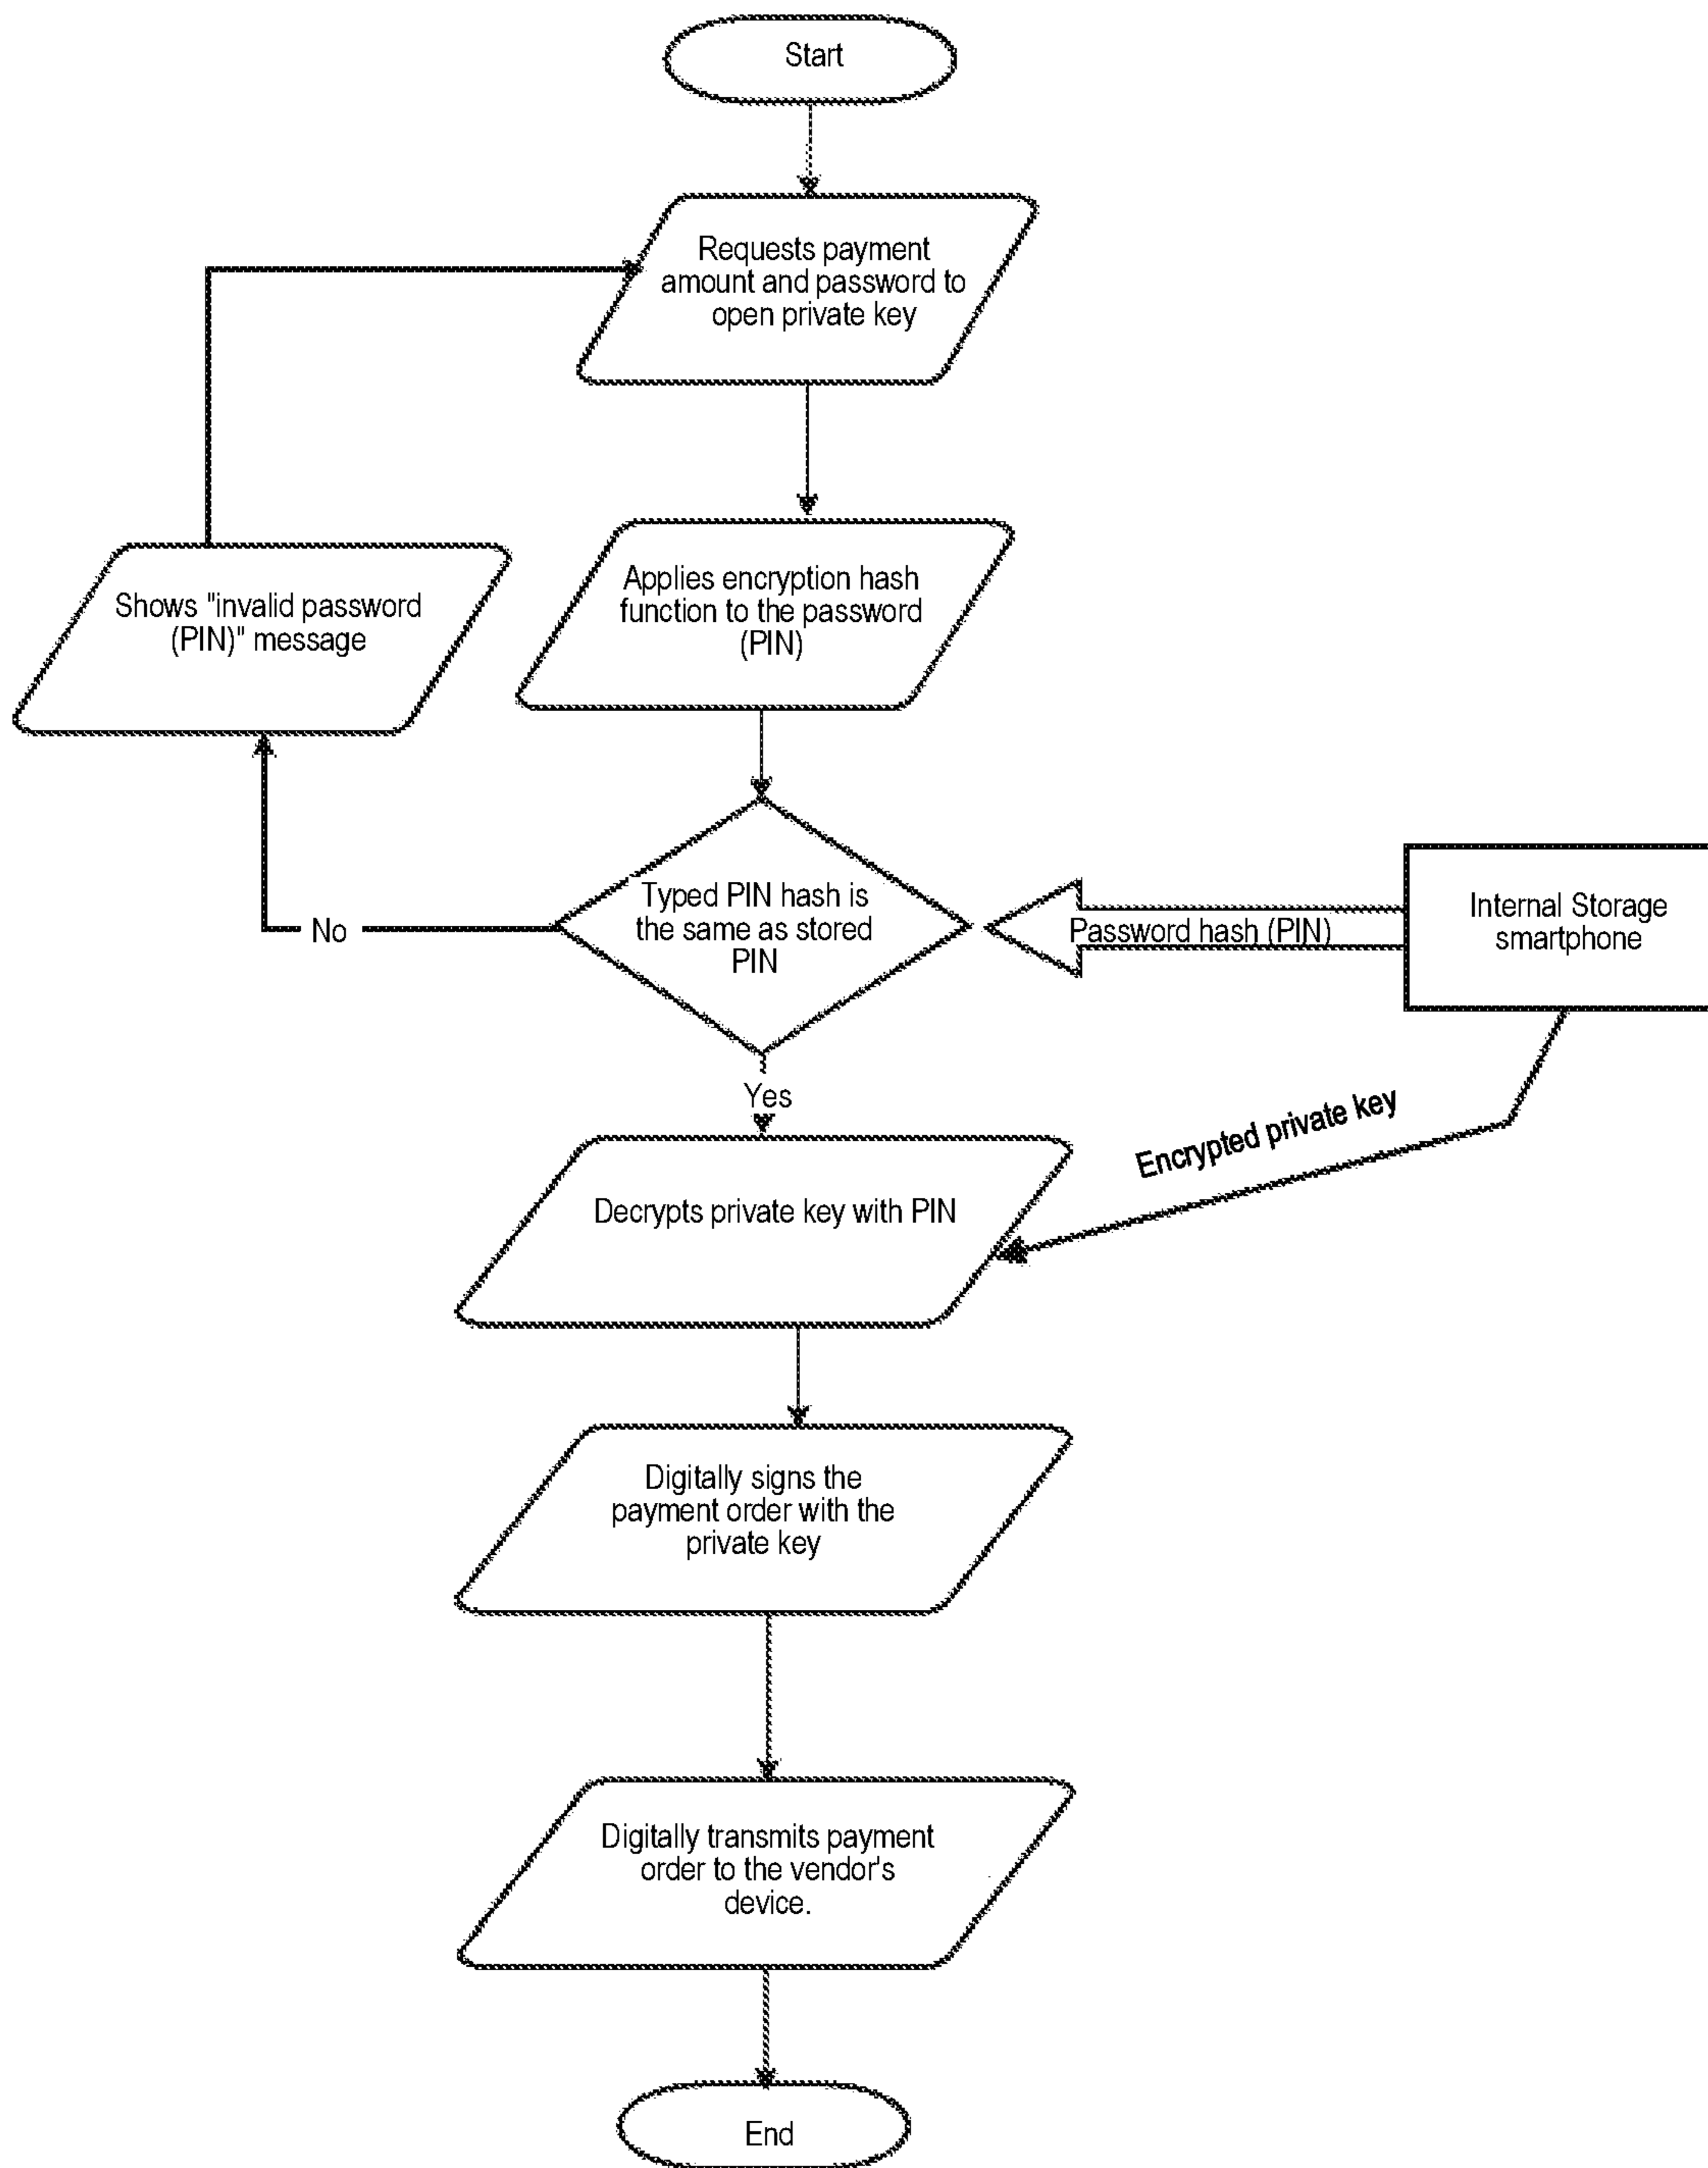 Start
Requests payment
amount and password to
open private key
Applies encryption hash
function to the password
(PIN)
Shows "invalid password
(PIN)" message
Typed PIN hash is
the same as stored
PIN
No
Password hash (PIN)
Internal Storage
smartphone
Yes
Encrypted private key
Decrypts private key with PIN
Digitally signs the
payment order with the
private key
Digitally transmits payment
order to the vendor's
device.
End